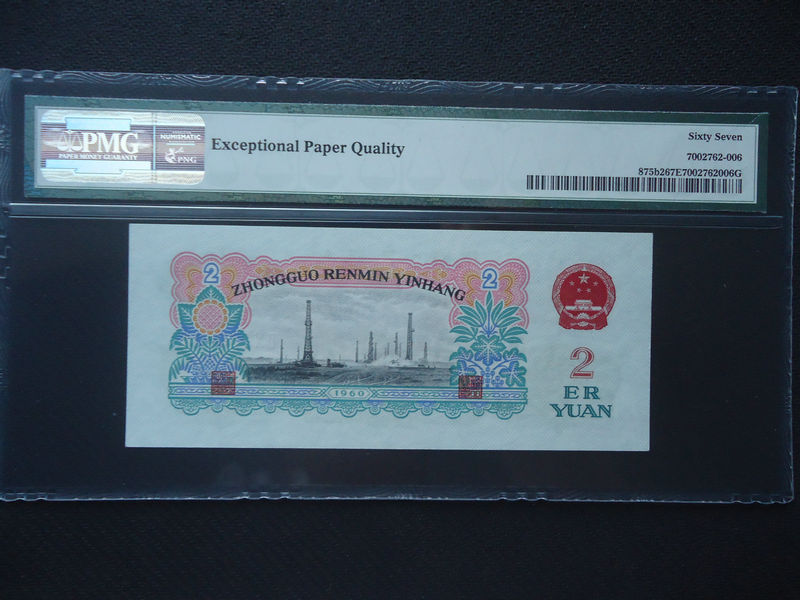 PMG
PAPER MONEY GUARANTY
NUMISMATIC
PNG
Exceptional Paper Quality
Sixty Seven
7002762-006
875b267E7002762006G
2
2
ZHONGGUO RENMIN YINHANG
1960
2
ER
YUAN